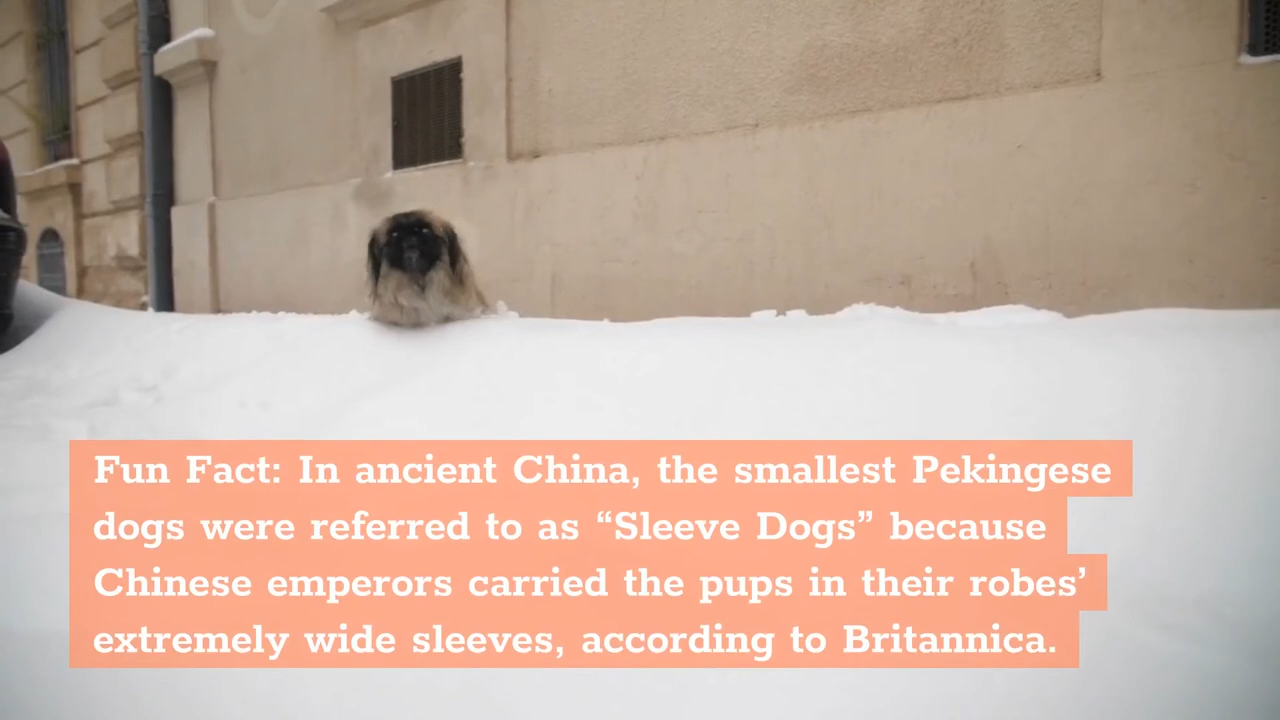 Fun Fact: In ancient China, the smallest Pekingese
dogs were referred to as “Sleeve Dogs” because
Chinese emperors carried the pups in their robes’
extremely wide sleeves, according to Britannica.